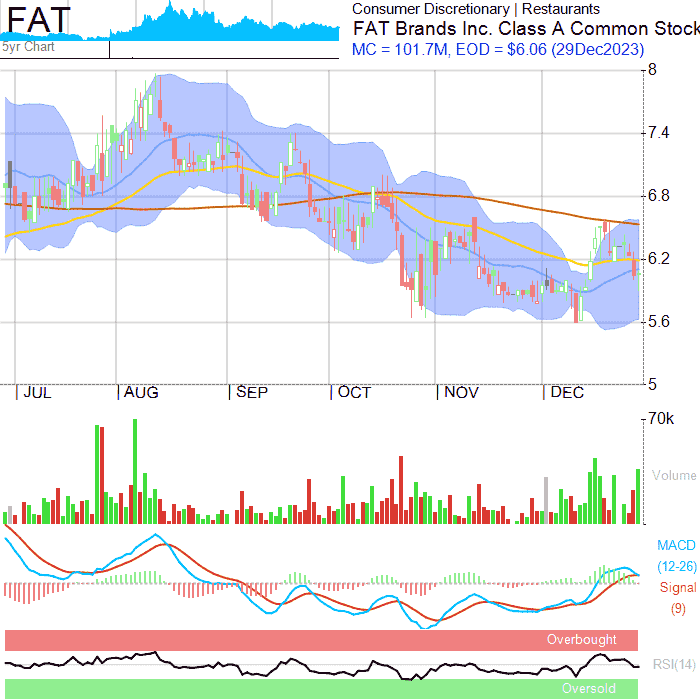 FAT
5yr Chart
Consumer Discretionary | Restaurants
FAT Brands Inc. Class A Common Stock
MC = 101.7M, EOD = $6.06 (29Dec2023)
8
7.4
6.8
6.2
5.6
5
JUL AUG SEP OCT NOV DEC
70k
Volume
MACD
(12-26)
Signal
(9)
Overbought
RSI(14)
Oversold